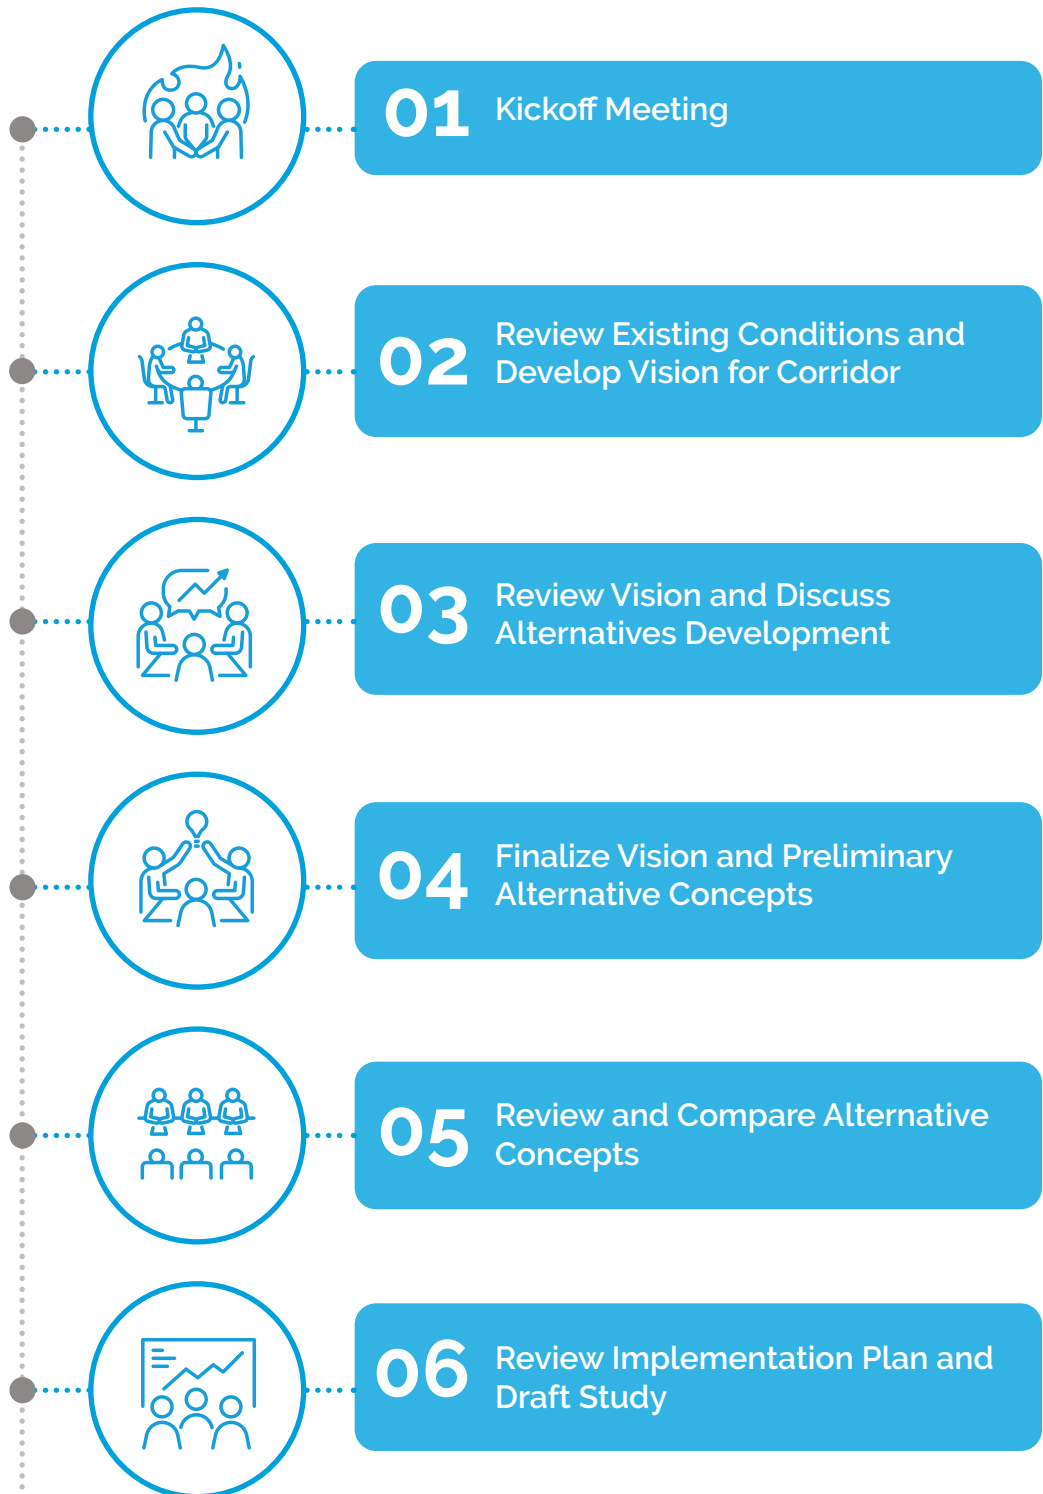 01 Kickoff Meeting
02 Review Existing Conditions and
Develop Vision for Corridor
03 Review Vision and Discuss
Alternatives Development
04 Finalize Vision and Preliminary
Alternative Concepts
05 Review and Compare Alternative
Concepts
06 Review Implementation Plan and
Draft Study